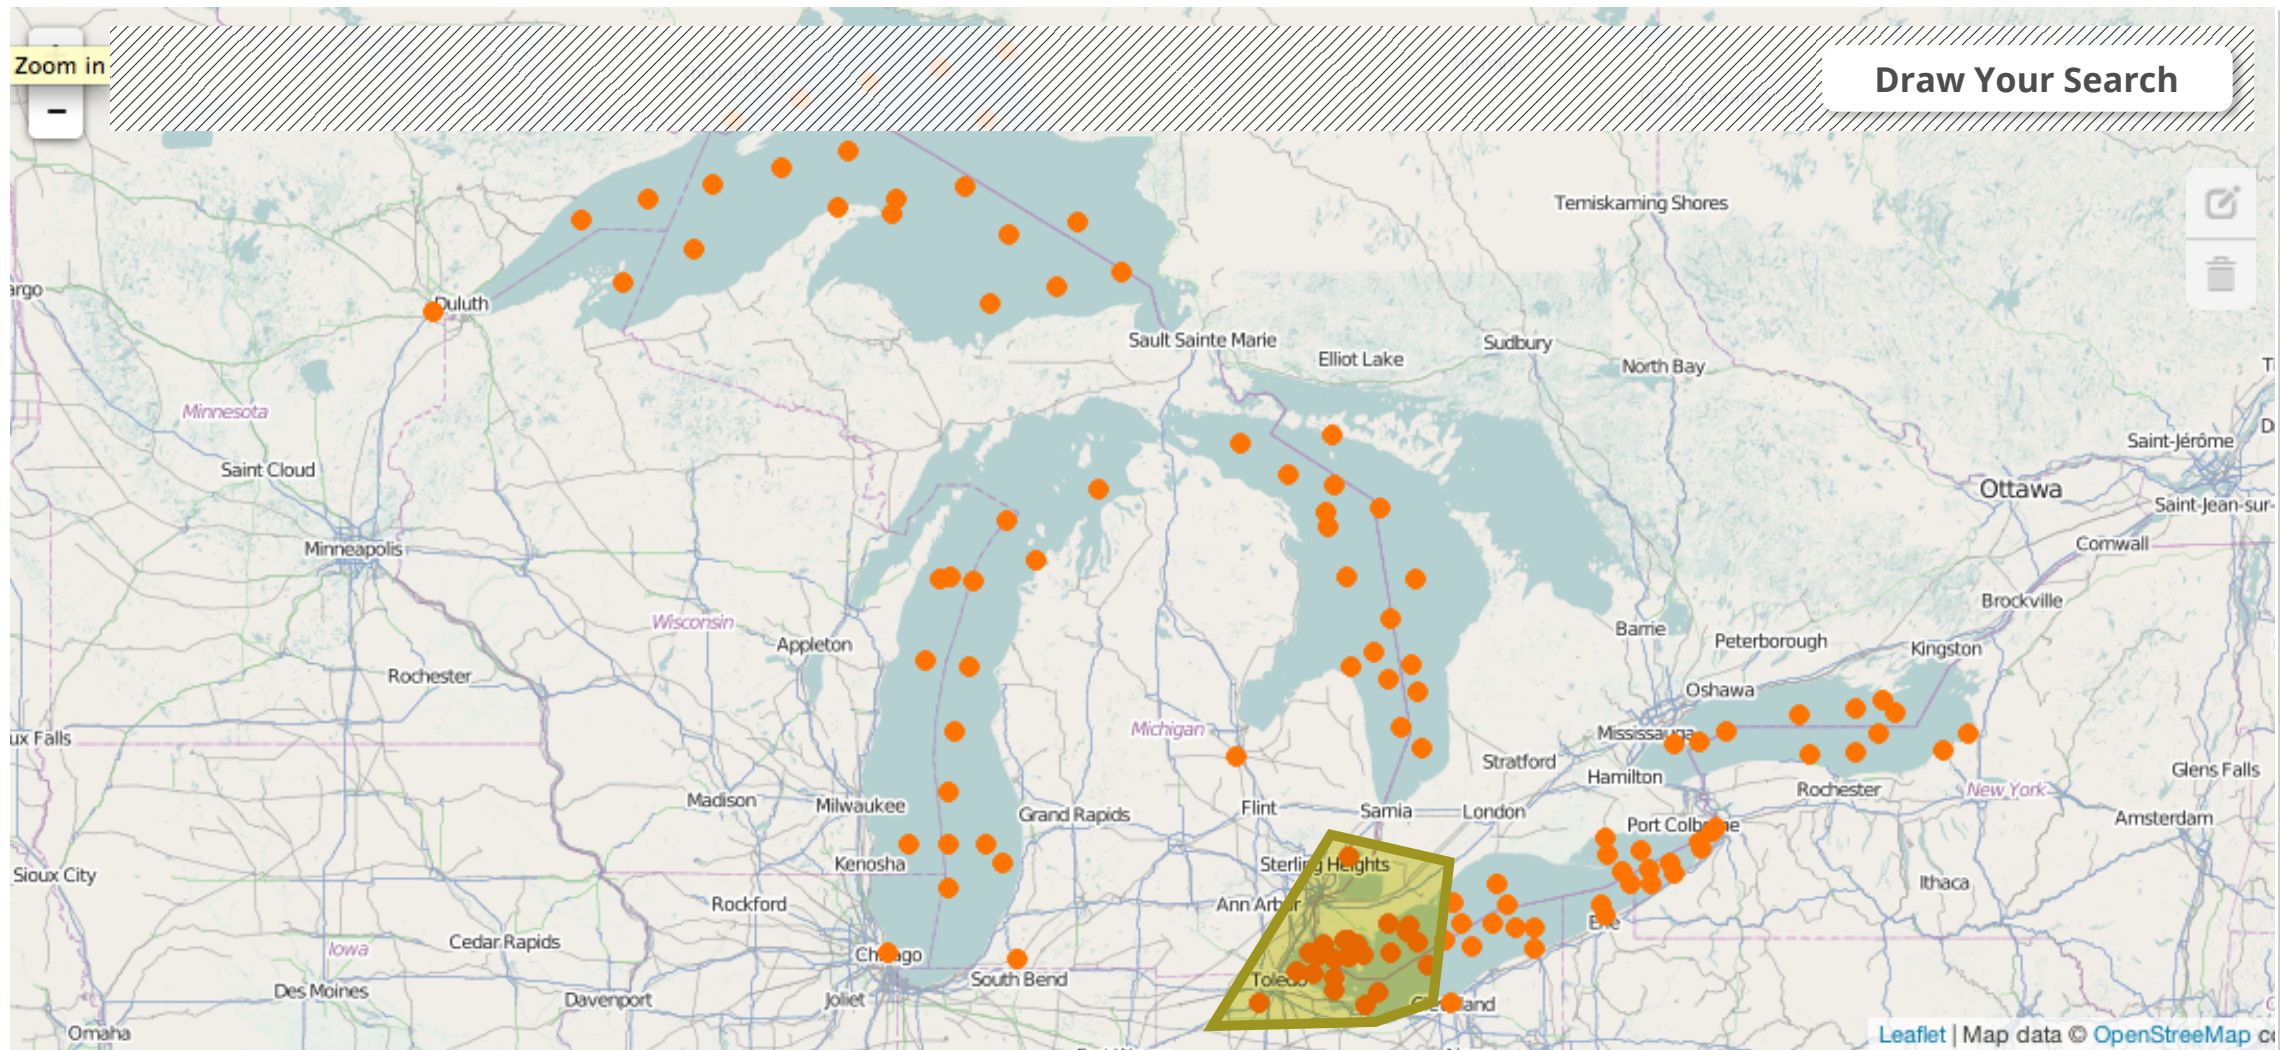 Zoom in
−
Draw Your Search
Temiskaming Shores
argo
Duluth
Sault Sainte Marie
Elliot Lake
Sudbury
North Bay
Minnesota
Saint-Jérôme
Saint Cloud
Ottawa
Saint-Jean-sur-
Minneapolis
Cornwall
Brockville
Wisconsin
Appleton
Barrie
Peterborough
Kingston
Rochester
Oshawa
Michigan
Mississauga
ux Falls
Stratford
Hamilton
Glens Falls
Madison
Milwaukee
Grand Rapids
Flint
Sarnia
London
Rochester
New York
Port Colborne
Amsterdam
Kenosha
Sterling Heights
Sioux City
Ithaca
Rockford
Ann Arbor
Erie
Iowa
Cedar Rapids
Chicago
South Bend
Toledo
Des Moines
Davenport
Joliet
Cleveland
Omaha
Leaflet | Map data © OpenStreetMap co